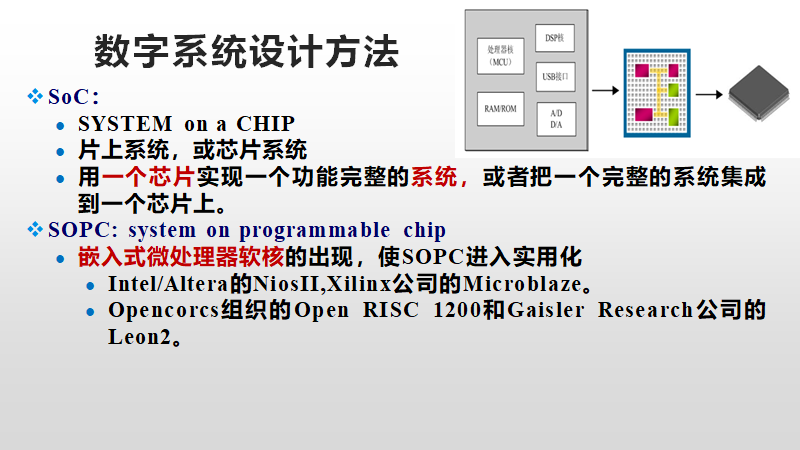 数字系统设计方法
处理器核
(MCU)
DSP核
USB接口
RAM/ROM
A/D
D/A
SoC：
SYSTEM on a CHIP
片上系统，或芯片系统
用一个芯片实现一个功能完整的系统，或者把一个完整的系统集成
到一个芯片上。
SOPC: system on programmable chip
嵌入式微处理器软核的出现，使SOPC进入实用化
Intel/Altera的NiosII,Xilinx公司的Microblaze。
Opencorcs组织的Open RISC 1200和Gaisler Research公司的
Leon2。